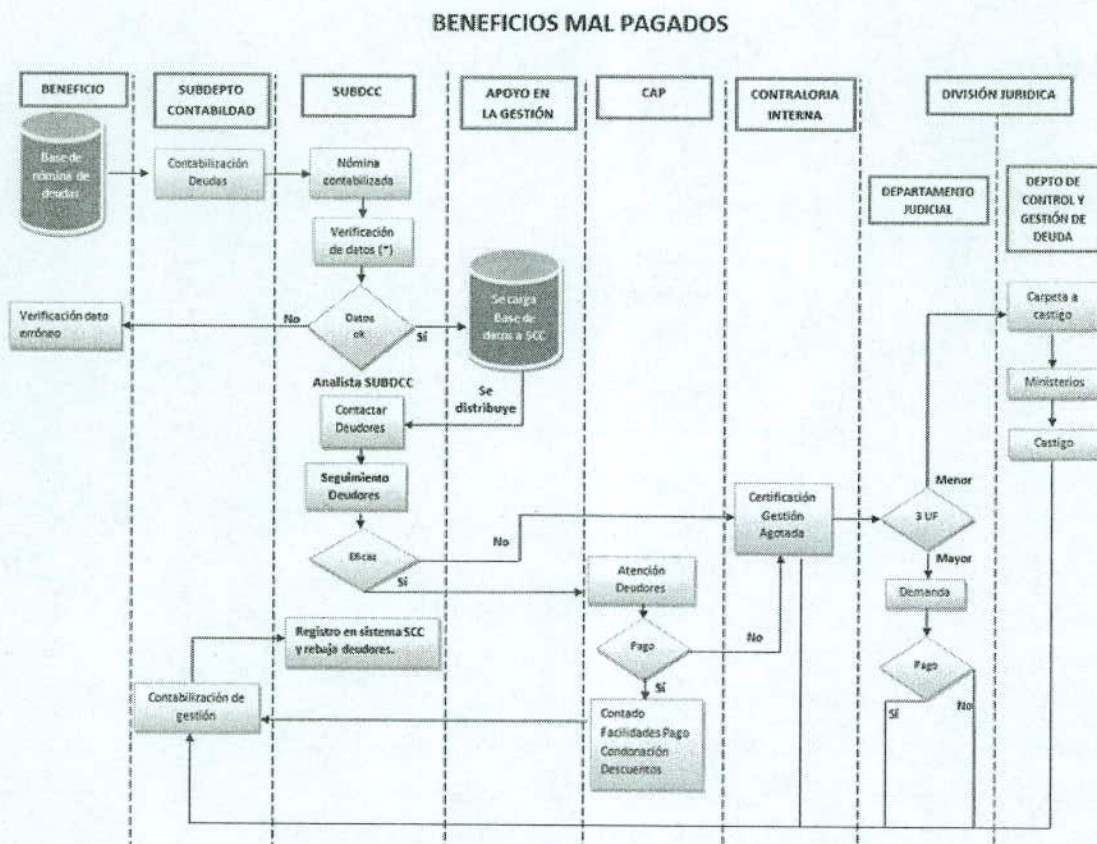 BENEFICIOS MAL PAGADOS
BENEFICIO
SUBDEPTO
CONTABILDAD
SUBDCC
APOYO EN
LA GESTIÓN
CAP
CONTRALORIA
INTERNA
DIVISIÓN JURIDICA
DEPARTAMENTO
JUDICIAL
DEPTO DE
CONTROL Y
GESTIÓN DE
DEUDA
Base de
nómina de
deudas
Contabilización
Deudas
Nómina
contabilizada
Verificación
de datos (*)
Datos
ok
No
Sí
Verificación dato
erróneo
Se carga
Base de
datos a SCC
Se
distribuye
Analista SUBDCC
Contactar
Deudores
Seguimiento
Deudores
Eficaz
No
Sí
Atención
Deudores
Pago
No
Sí
Contado
Facilidades Pago
Condonación
Descuentos
Certificación
Gestión
Agotada
3 UF
Menor
Mayor
Carpeta a
castigo
Ministerios
Castigo
Demanda
Pago
Sí
No
Registro en sistema SCC
y rebaja deudores.
Contabilización de
gestión